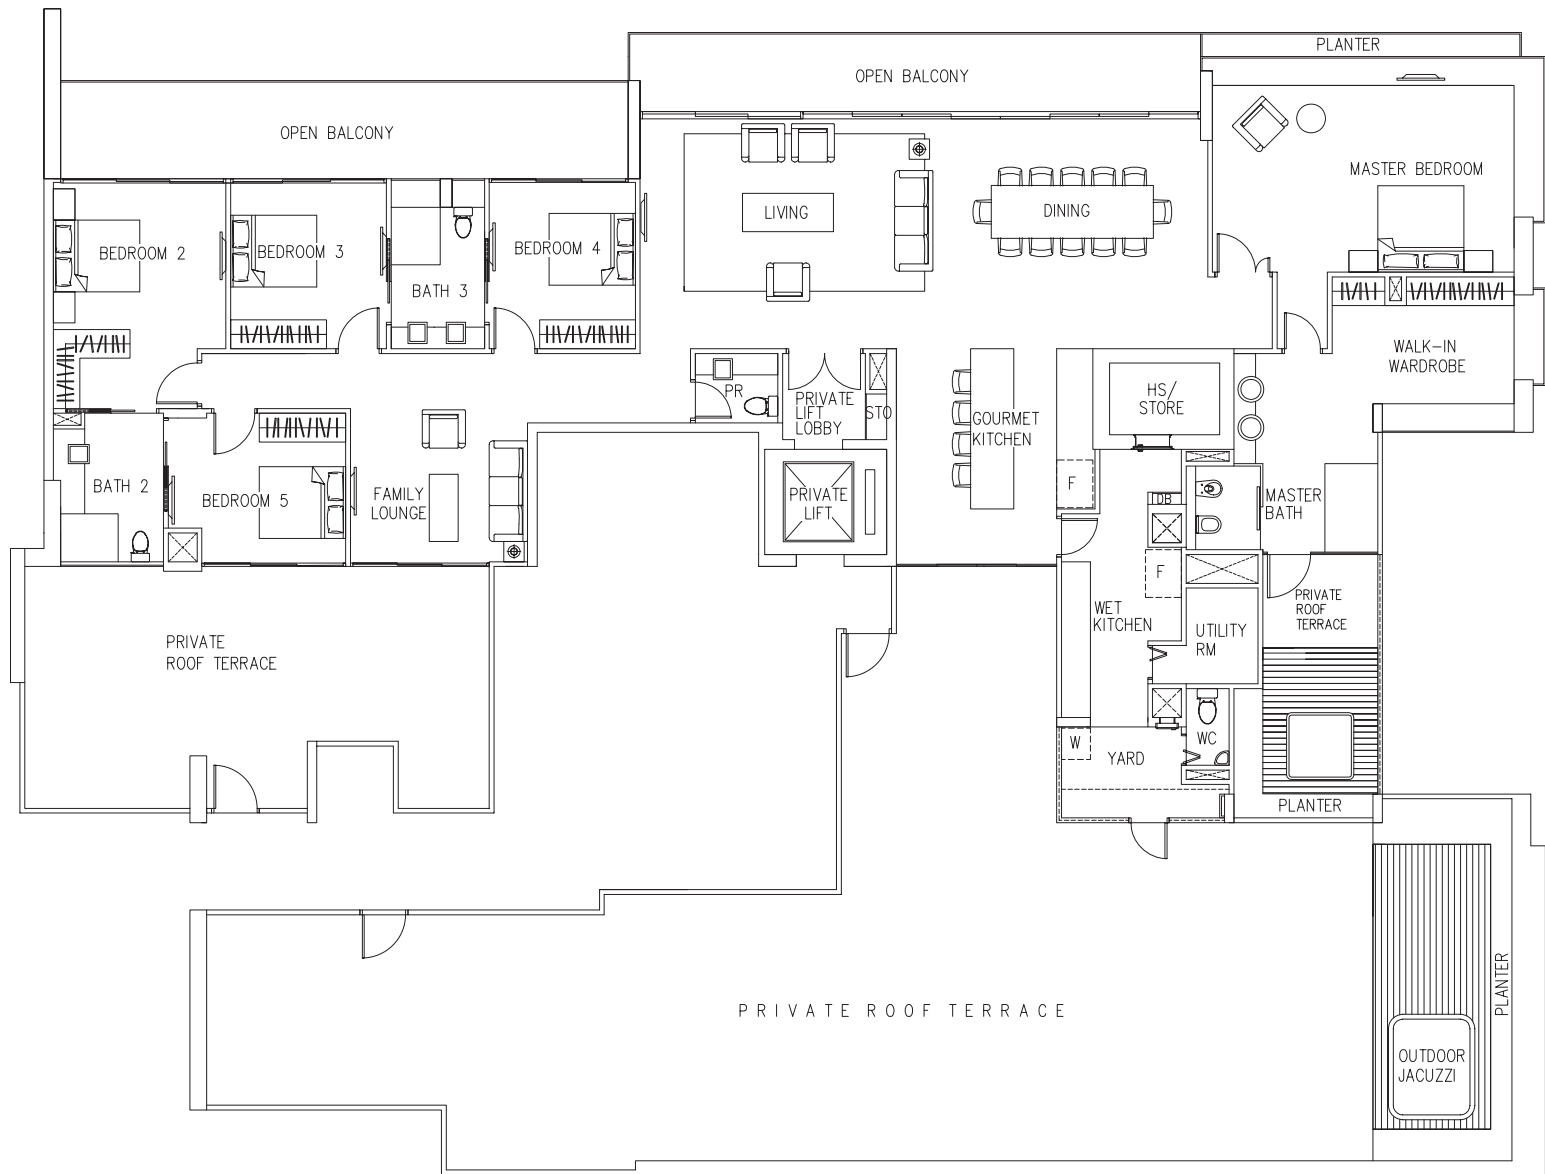 PLANTER
OPEN BALCONY
OPEN BALCONY
MASTER BEDROOM
LIVING
DINING
BEDROOM 2
BEDROOM 3
BEDROOM 4
BATH 3
WALK-IN
WARDROBE
PR
PRIVATE
LIFT
LOBBY
STO
GOURMET
KITCHEN
HS/
STORE
BATH 2
BEDROOM 5
FAMILY
LOUNGE
PRIVATE
LIFT
F
DB
MASTER
BATH
F
WET
KITCHEN
UTILITY
RM
PRIVATE
ROOF
TERRACE
PRIVATE
ROOF TERRACE
W
YARD
WC
PLANTER
PLANTER
PRIVATE ROOF TERRACE
OUTDOOR
JACUZZI